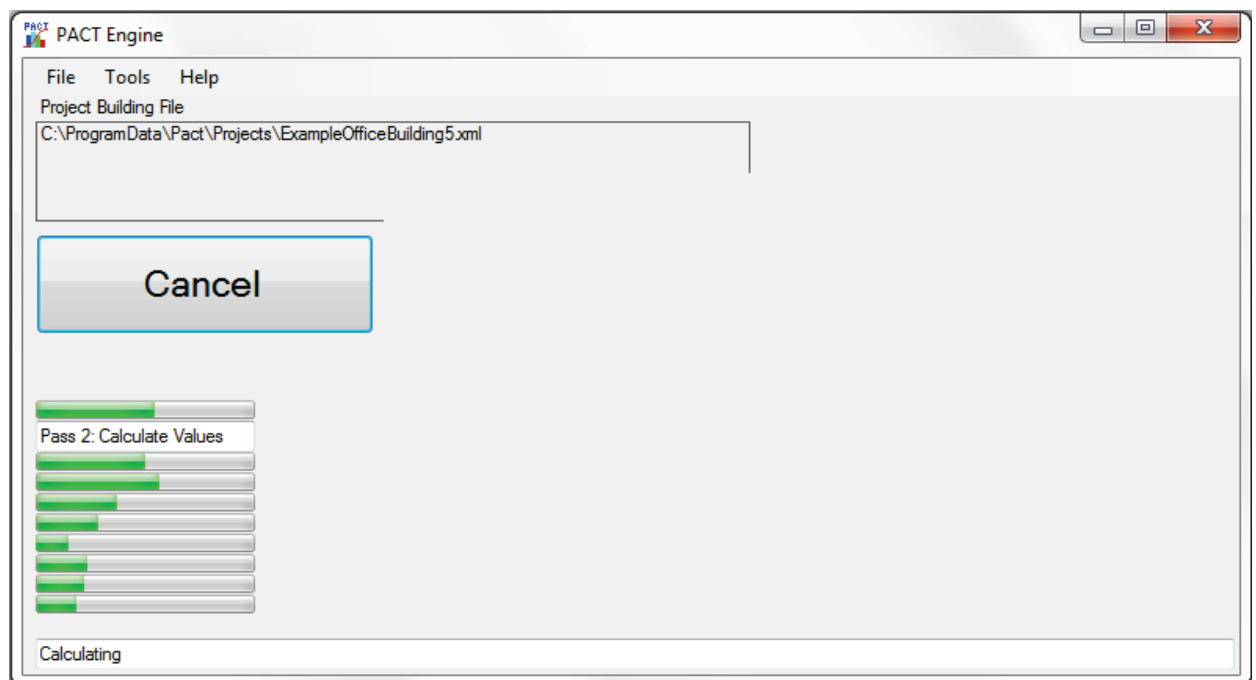 PACT
PACT Engine
File Tools Help
Project Building File
C:\ProgramData\Pact\Projects\ExampleOfficeBuilding5.xml
Cancel
Pass 2: Calculate Values
Calculating